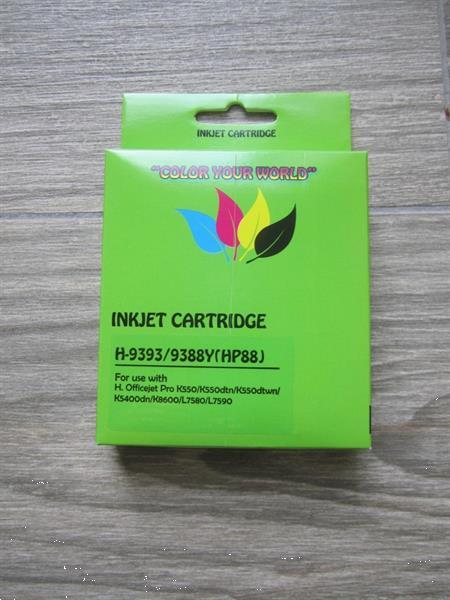 INKJET CARTRIDGE
"COLOR YOUR WORLD"
INKJET CARTRIDGE
H-9393/9388Y(HP88)
For use with
H. Officejet Pro K550/K550dtn/K550dtwn/
K5400dn/K8600/L7580/L7590